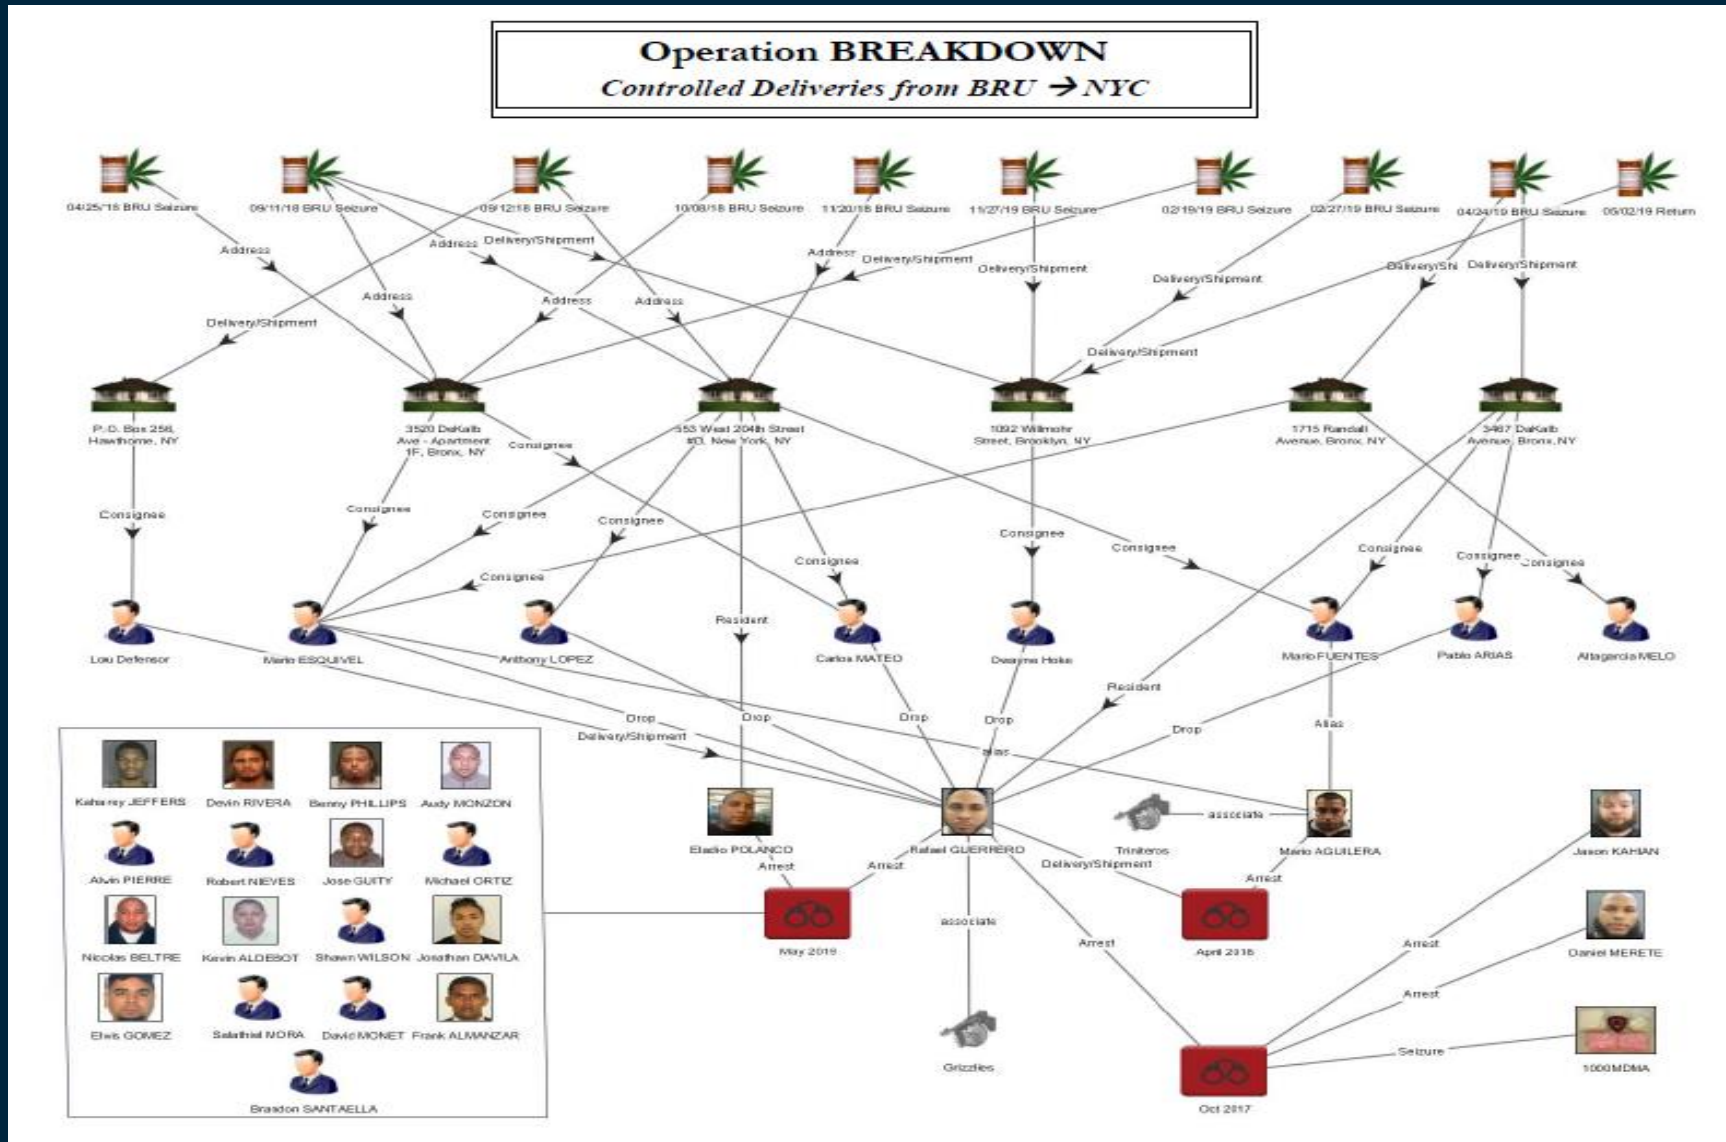 Operation BREAKDOWN
Controlled Deliveries from BRU → NYC
04/25/18 BRU Seizure
09/11/18 BRU Seizure
09/12/18 BRU Seizure
10/08/18 BRU Seizure
11/20/18 BRU Seizure
11/27/19 BRU Seizure
02/19/19 BRU Seizure
02/27/19 BRU Seizure
04/24/19 BRU Seizure
05/02/19 Return
Address
Address
Delivery/Shipment
Address
Delivery/Shipment
Delivery/Shipment
Delivery/Shipment
Delivery/Shi
Delivery/Shipment
Address
Address
Address
Delivery/Shipment
Delivery/Shipment
P.O. Box 256,
Hawthorne, NY
3520 DeKalb
Ave - Apartment
1F, Bronx, NY
553 West 204th Street
New York, NY
1092 Willmohr
Street, Brooklyn, NY
1715 Randall
Avenue, Bronx, NY
3467 DeKalb
Avenue, Bronx, NY
Consignee
Consignee
Consignee
Consignee
Consignee
Consignee
Consignee
Consignee
Consignee
Consignee
Consignee
Consignee
Resident
Lou Defensor
Mario ESQUIVEL
Anthony LOPEZ
Carlos MATEO
Dwayne Hoke
Mario FUENTES
Pablo ARIAS
Altagarcia MELO
Resident
Drop
Drop
Drop
Drop
Drop
Alias
Delivery/Shipment
alias
Kaharey JEFFERS
Devin RIVERA
Benny PHILLIPS
Audy MONZON
Alvin PIERRE
Robert NIEVES
Jose GUITY
Michael ORTIZ
Nicolas BELTRE
Kevin ALDEBOT
Shawn WILSON
Jonathan DAVILA
Elvis GOMEZ
Salathiel MORA
David MONET
Frank ALMANZAR
Brandon SANTAELLA
Eladio POLANCO
Rafael GUERRERO
Triniteros
associate
Mario AGUILERA
Jason KAHIAN
Arrest
Arrest
Delivery/Shipment
Arrest
May 2019
associate
Arrest
April 2018
Arrest
Daniel MERETE
Arrest
Grizzlies
Seizure
1000MDMA
Oct 2017